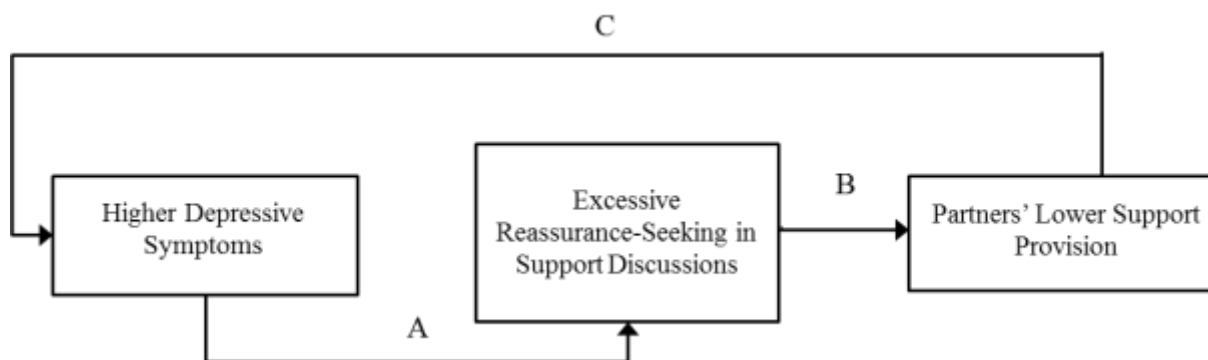 C
Higher Depressive
Symptoms
A
Excessive
Reassurance-Seeking in
Support Discussions
B
Partners’ Lower Support
Provision